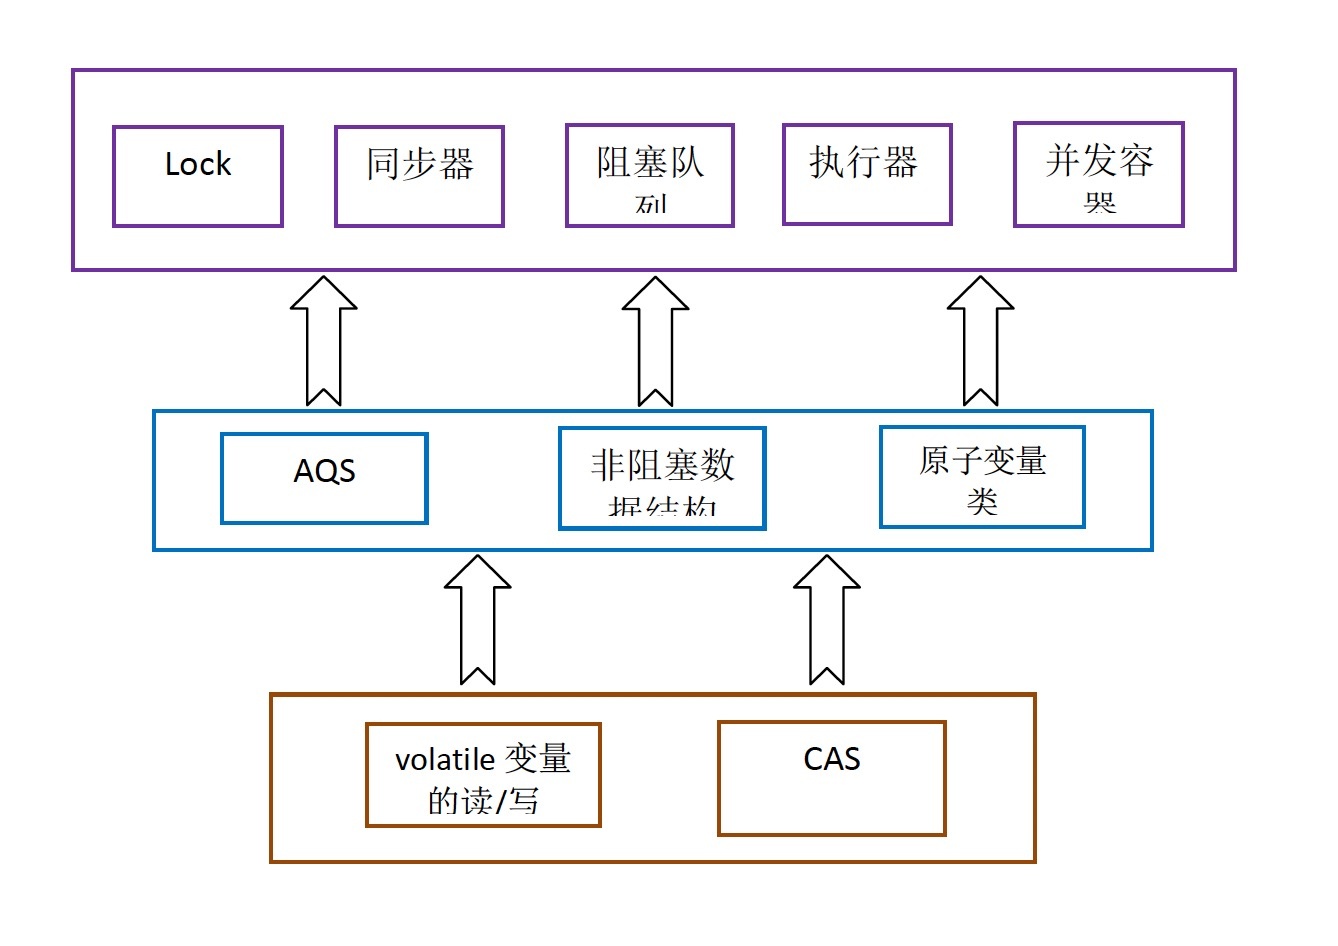 Lock
同步器
阻塞队
列
执行器
并发容
器
AQS
非阻塞数
据结构
原子变量
类
volatile 变量
的读/写
CAS